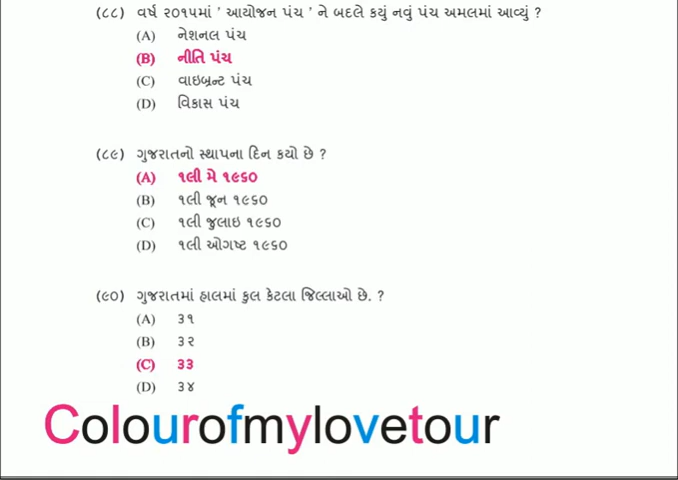 (૮૮) વર્ષ ૨૦૧૫માં ' આયોજન પંચ ' ને બદલે કયું નવું પંચ અમલમાં આવ્યું ?
(A) નેશનલ પંચ
(B) નીતિ પંચ
(C) વાઇબ્રન્ટ પંચ
(D) વિકાસ પંચ
(૮૯) ગુજરાતનો સ્થાપના દિન કયો છે ?
(A) ૧લી મે ૧૯૬૦
(B) ૧લી જૂન ૧૯૬૦
(C) ૧લી જુલાઇ ૧૯૬૦
(D) ૧લી ઓગષ્ટ ૧૯૬૦
(૯૦) ગુજરાતમાં હાલમાં કુલ કેટલા જિલ્લાઓ છે. ?
(A) ૩૧
(B) ૩૨
(C) ૩૩
(D) ૩૪
Colourofmylovetour